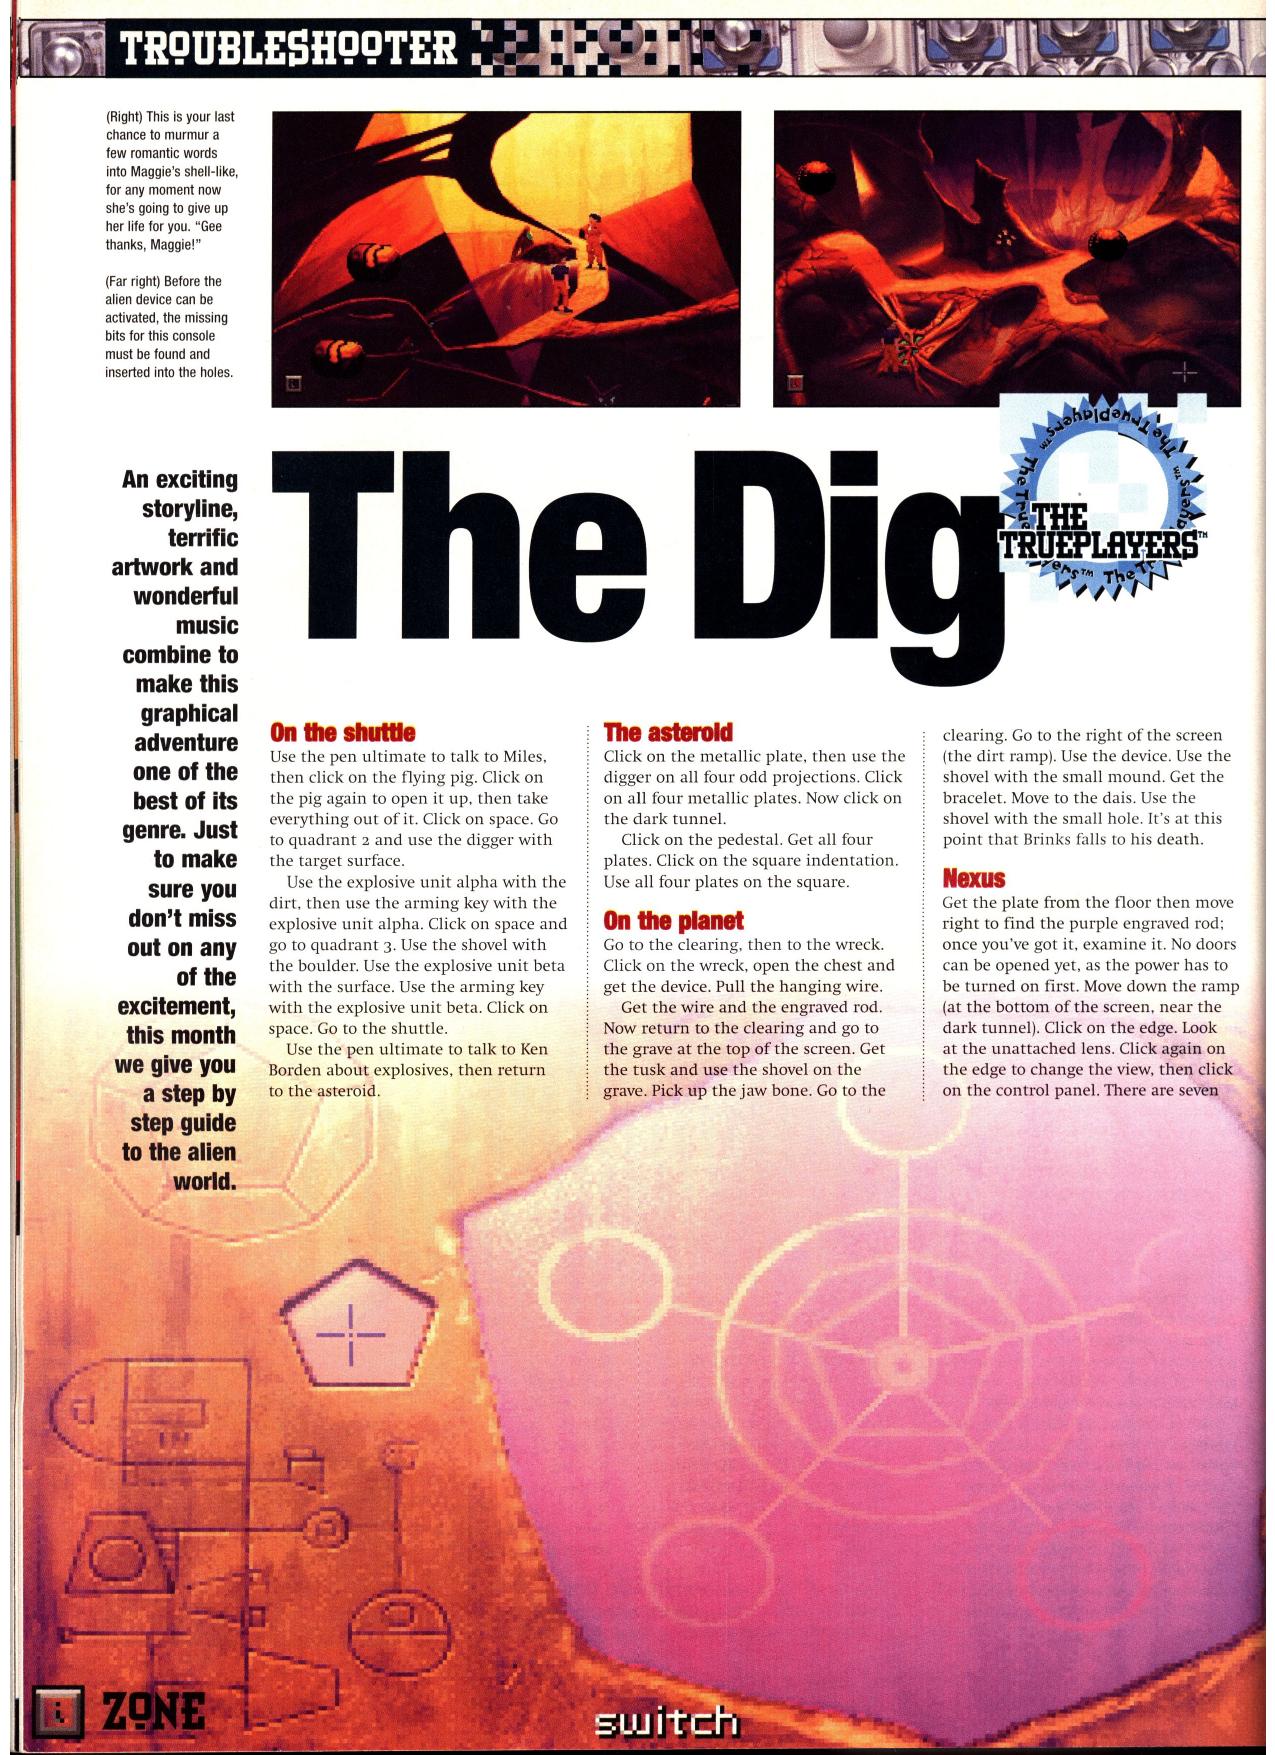 TROUBLESHOOTER
(Right) This is your last
chance to murmur a
few romantic words
into Maggie's shell-like,
for any moment now
she's going to give up
her life for you. "Gee
thanks, Maggie!"
(Far right) Before the
alien device can be
activated, the missing
bits for this console
must be found and
inserted into the holes.
The Dig
THE
TRUEPLAYERS™
An exciting
storyline,
terrific
artwork and
wonderful
music
combine to
make this
graphical
adventure
one of the
best of its
genre. Just
to make
sure you
don't miss
out on any
of the
excitement,
this month
we give you
a step by
step guide
to the alien
world.
On the shuttle
Use the pen ultimate to talk to Miles,
then click on the flying pig. Click on
the pig again to open it up, then take
everything out of it. Click on space. Go
to quadrant 2 and use the digger with
the target surface.
Use the explosive unit alpha with the
dirt, then use the arming key with the
explosive unit alpha. Click on space and
go to quadrant 3. Use the shovel with
the boulder. Use the explosive unit beta
with the surface. Use the arming key
with the explosive unit beta. Click on
space. Go to the shuttle.
Use the pen ultimate to talk to Ken
Borden about explosives, then return
to the asteroid.
The asteroid
Click on the metallic plate, then use the
digger on all four odd projections. Click
on all four metallic plates. Now click on
the dark tunnel.
Click on the pedestal. Get all four
plates. Click on the square indentation.
Use all four plates on the square.
On the planet
Go to the clearing, then to the wreck.
Click on the wreck, open the chest and
get the device. Pull the hanging wire.
Get the wire and the engraved rod.
Now return to the clearing and go to
the grave at the top of the screen. Get
the tusk and use the shovel on the
grave. Pick up the jaw bone. Go to the
clearing. Go to the right of the screen
(the dirt ramp). Use the device. Use the
shovel with the small mound. Get the
bracelet. Move to the dais. Use the
shovel with the small hole. It's at this
point that Brinks falls to his death.
Nexus
Get the plate from the floor then move
right to find the purple engraved rod;
once you've got it, examine it. No doors
can be opened yet, as the power has to
be turned on first. Move down the ramp
(at the bottom of the screen, near the
dark tunnel). Click on the edge. Look
at the unattached lens. Click again on
the edge to change the view, then click
on the control panel. There are seven
i ZONE
switch